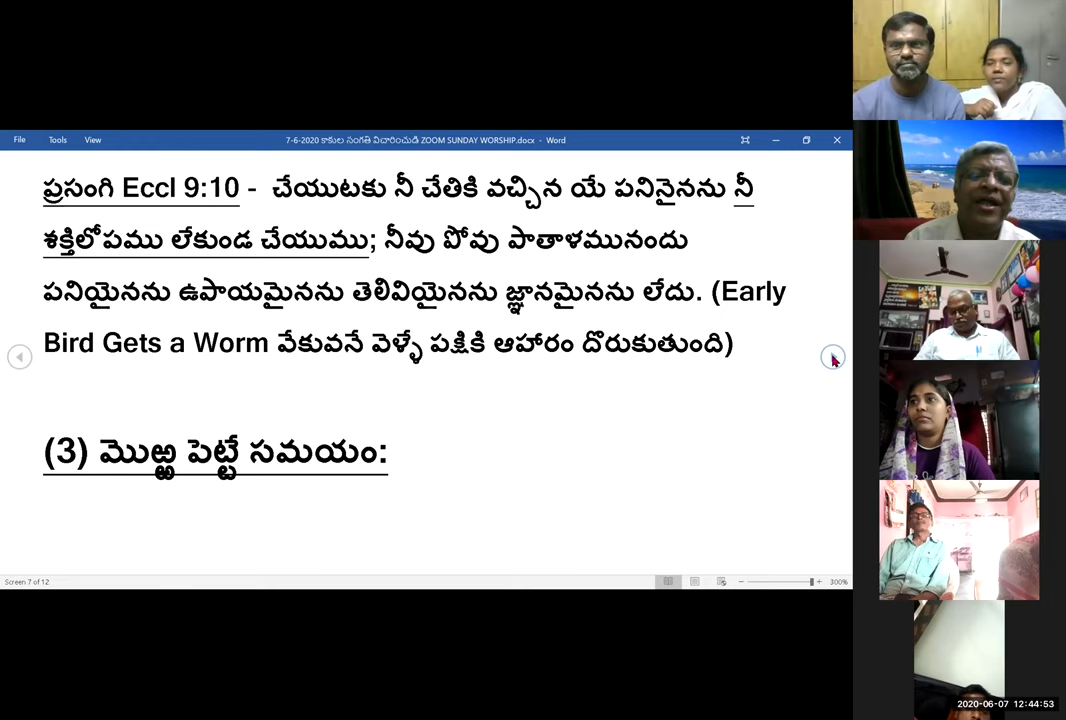 File Tools View 7-6-2020 కాకుల సంగతి విచారించుడి ZOOM SUNDAY WORSHIP.docx - Word
ప్రసంగి Eccl 9:10 - చేయుటకు నీ చేతికి వచ్చిన యే పనినైనను నీ
శక్తిలోపము లేకుండ చేయుము; నీవు పోవు పాతాళమునందు
పనియైనను ఉపాయమైనను తెలివియైనను జ్ఞానమైనను లేదు. (Early
Bird Gets a Worm వేకువనే వెళ్ళే పక్షికి ఆహారం దొరుకుతుంది)
(3) మొఱ్ఱ పెట్టే సమయం:
Screen 7 of 12 300%
2020-06-07 12:44:53